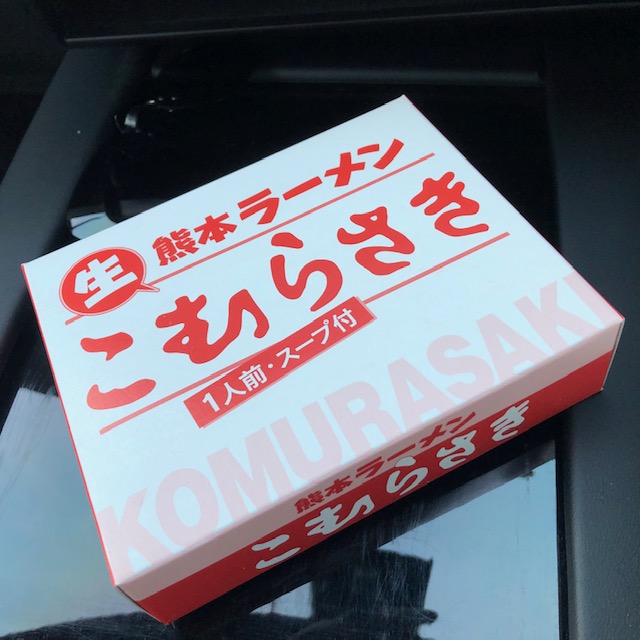 生
熊本ラーメン
こむらさき
1人前・スープ付
KOMURASAKI
熊本ラーメン
こむらさき